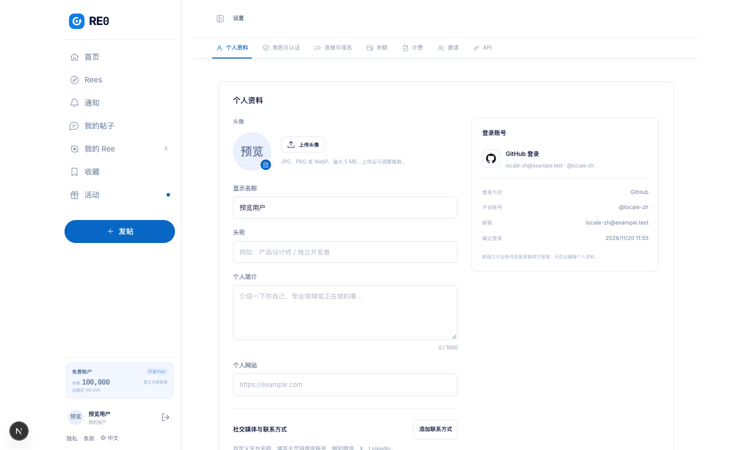 RE0
设置
个人资料
角色与认证
连接与域名
余额
计费
邀请
API
首页
Rees
通知
我的帖子
我的 Ree
收藏
活动
发帖
个人资料
头像
预览
上传头像
JPG、PNG 或 WebP，最大 5 MB，上传后可调整裁剪。
显示名称
预览用户
头衔
例如：产品设计师 / 独立开发者
个人简介
介绍一下你自己、专业领域或正在做的事...
0 / 1000
个人网站
https://example.com
社交媒体与联系方式
添加联系方式
登录账号
GitHub 登录
locale-zh@example.test · @locale-zh
登录方式
GitHub
平台账号
@locale-zh
邮箱
locale-zh@example.test
最近登录
2026/11/20 11:55
免费账户
100,000
预览
预览用户
我的账户
隐私
条款
中文
N